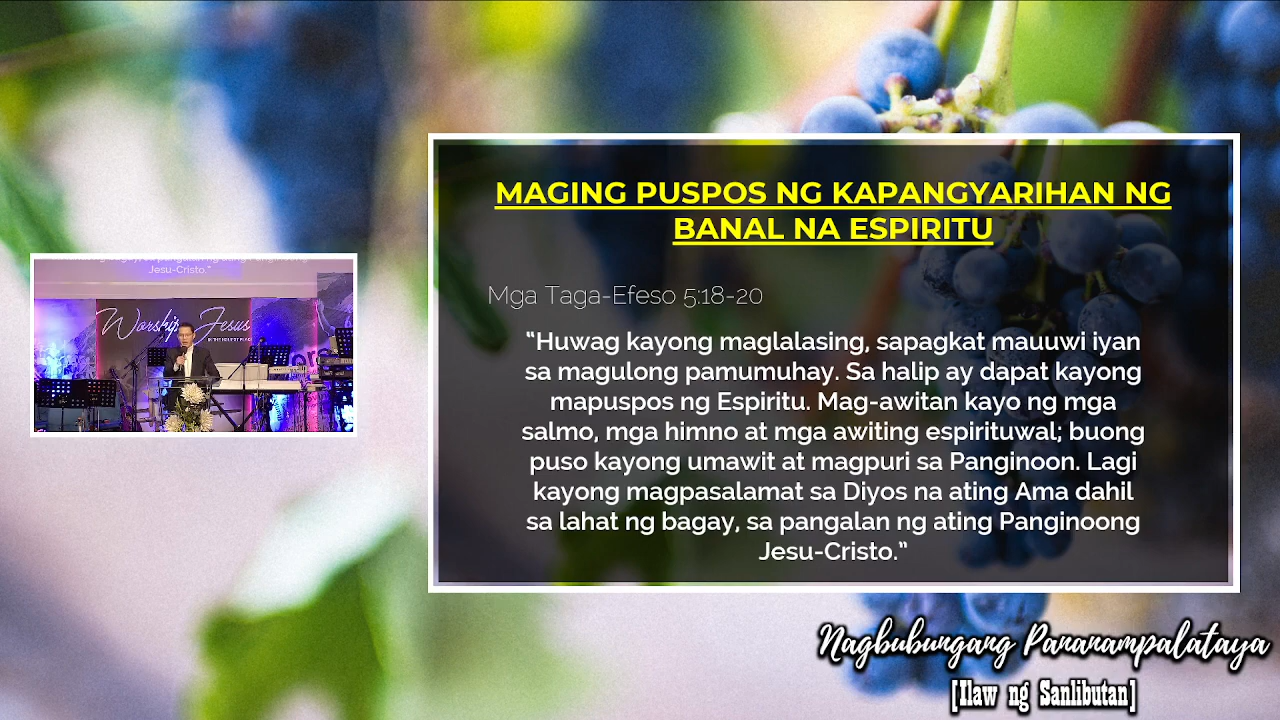 MAGING PUSPOS NG KAPANGYARIHAN NG
BANAL NA ESPIRITU
Mga Taga-Efeso 5:18-20
“Huwag kayong maglalasing, sapagkat mauuwi iyan
sa magulong pamumuhay. Sa halip ay dapat kayong
mapuspos ng Espiritu. Mag-awitan kayo ng mga
salmo, mga himno at mga awiting espirituwal; buong
puso kayong umawit at magpuri sa Panginoon. Lagi
kayong magpasalamat sa Diyos na ating Ama dahil
sa lahat ng bagay, sa pangalan ng ating Panginoong
Jesu-Cristo.”
Jesu-Cristo.”
Worship Jesus
Nagbubungang Pananampalataya
[Ilaw ng Sanlibutan]